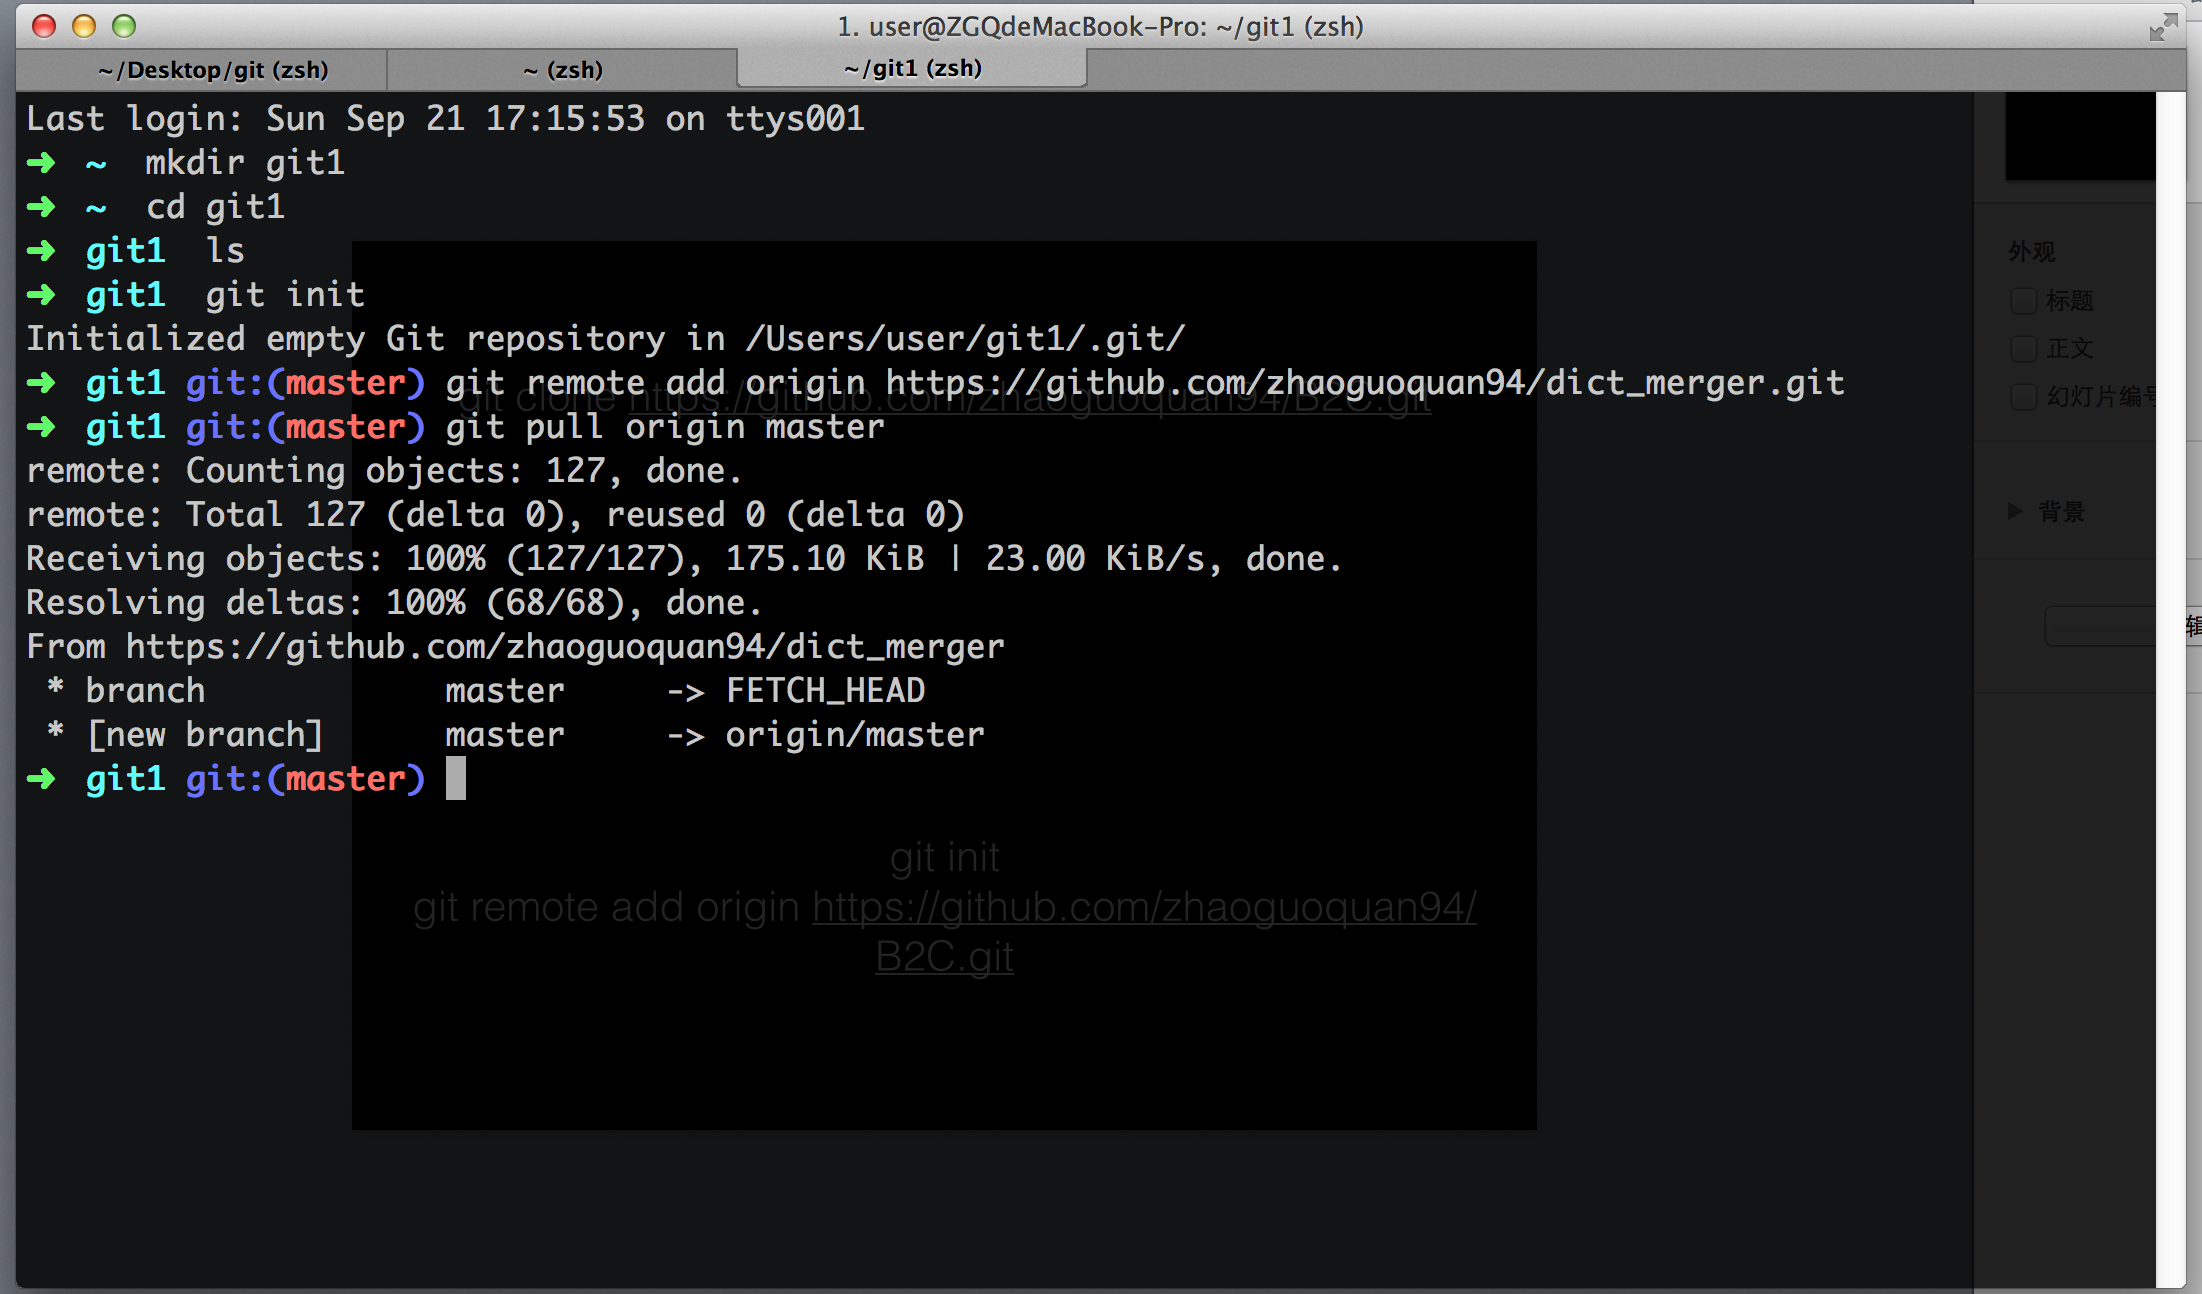 1. user@ZGQdeMacBook-Pro: ~/git1 (zsh)
~/Desktop/git (zsh)
~ (zsh)
~/git1 (zsh)
Last login: Sun Sep 21 17:15:53 on ttys001
➜ ~ mkdir git1
➜ ~ cd git1
➜ git1 ls
➜ git1 git init
Initialized empty Git repository in /Users/user/git1/.git/
➜ git1 git:(master) git remote add origin https://github.com/zhaoguoquan94/dict_merger.git
➜ git1 git:(master) git pull origin master
remote: Counting objects: 127, done.
remote: Total 127 (delta 0), reused 0 (delta 0)
Receiving objects: 100% (127/127), 175.10 KiB | 23.00 KiB/s, done.
Resolving deltas: 100% (68/68), done.
From https://github.com/zhaoguoquan94/dict_merger
* branch master -> FETCH_HEAD
* [new branch] master -> origin/master
➜ git1 git:(master)
git clone https://github.com/zhaoguoquan94/B2C.git
git init
git remote add origin https://github.com/zhaoguoquan94/
B2C.git
外观
标题
正文
幻灯片编号
背景
辑